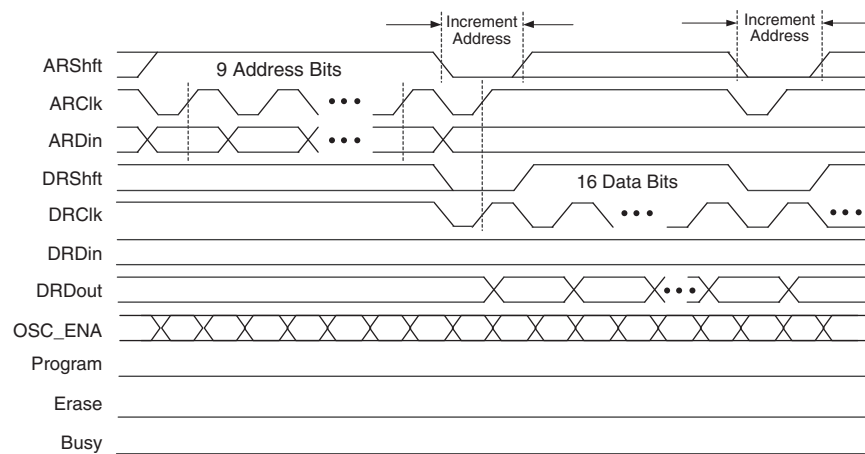 Increment
Address
Increment
Address
ARShft
9 Address Bits
ARClk
ARDin
DRShft
16 Data Bits
DRClk
DRDin
DRDout
OSC_ENA
Program
Erase
Busy